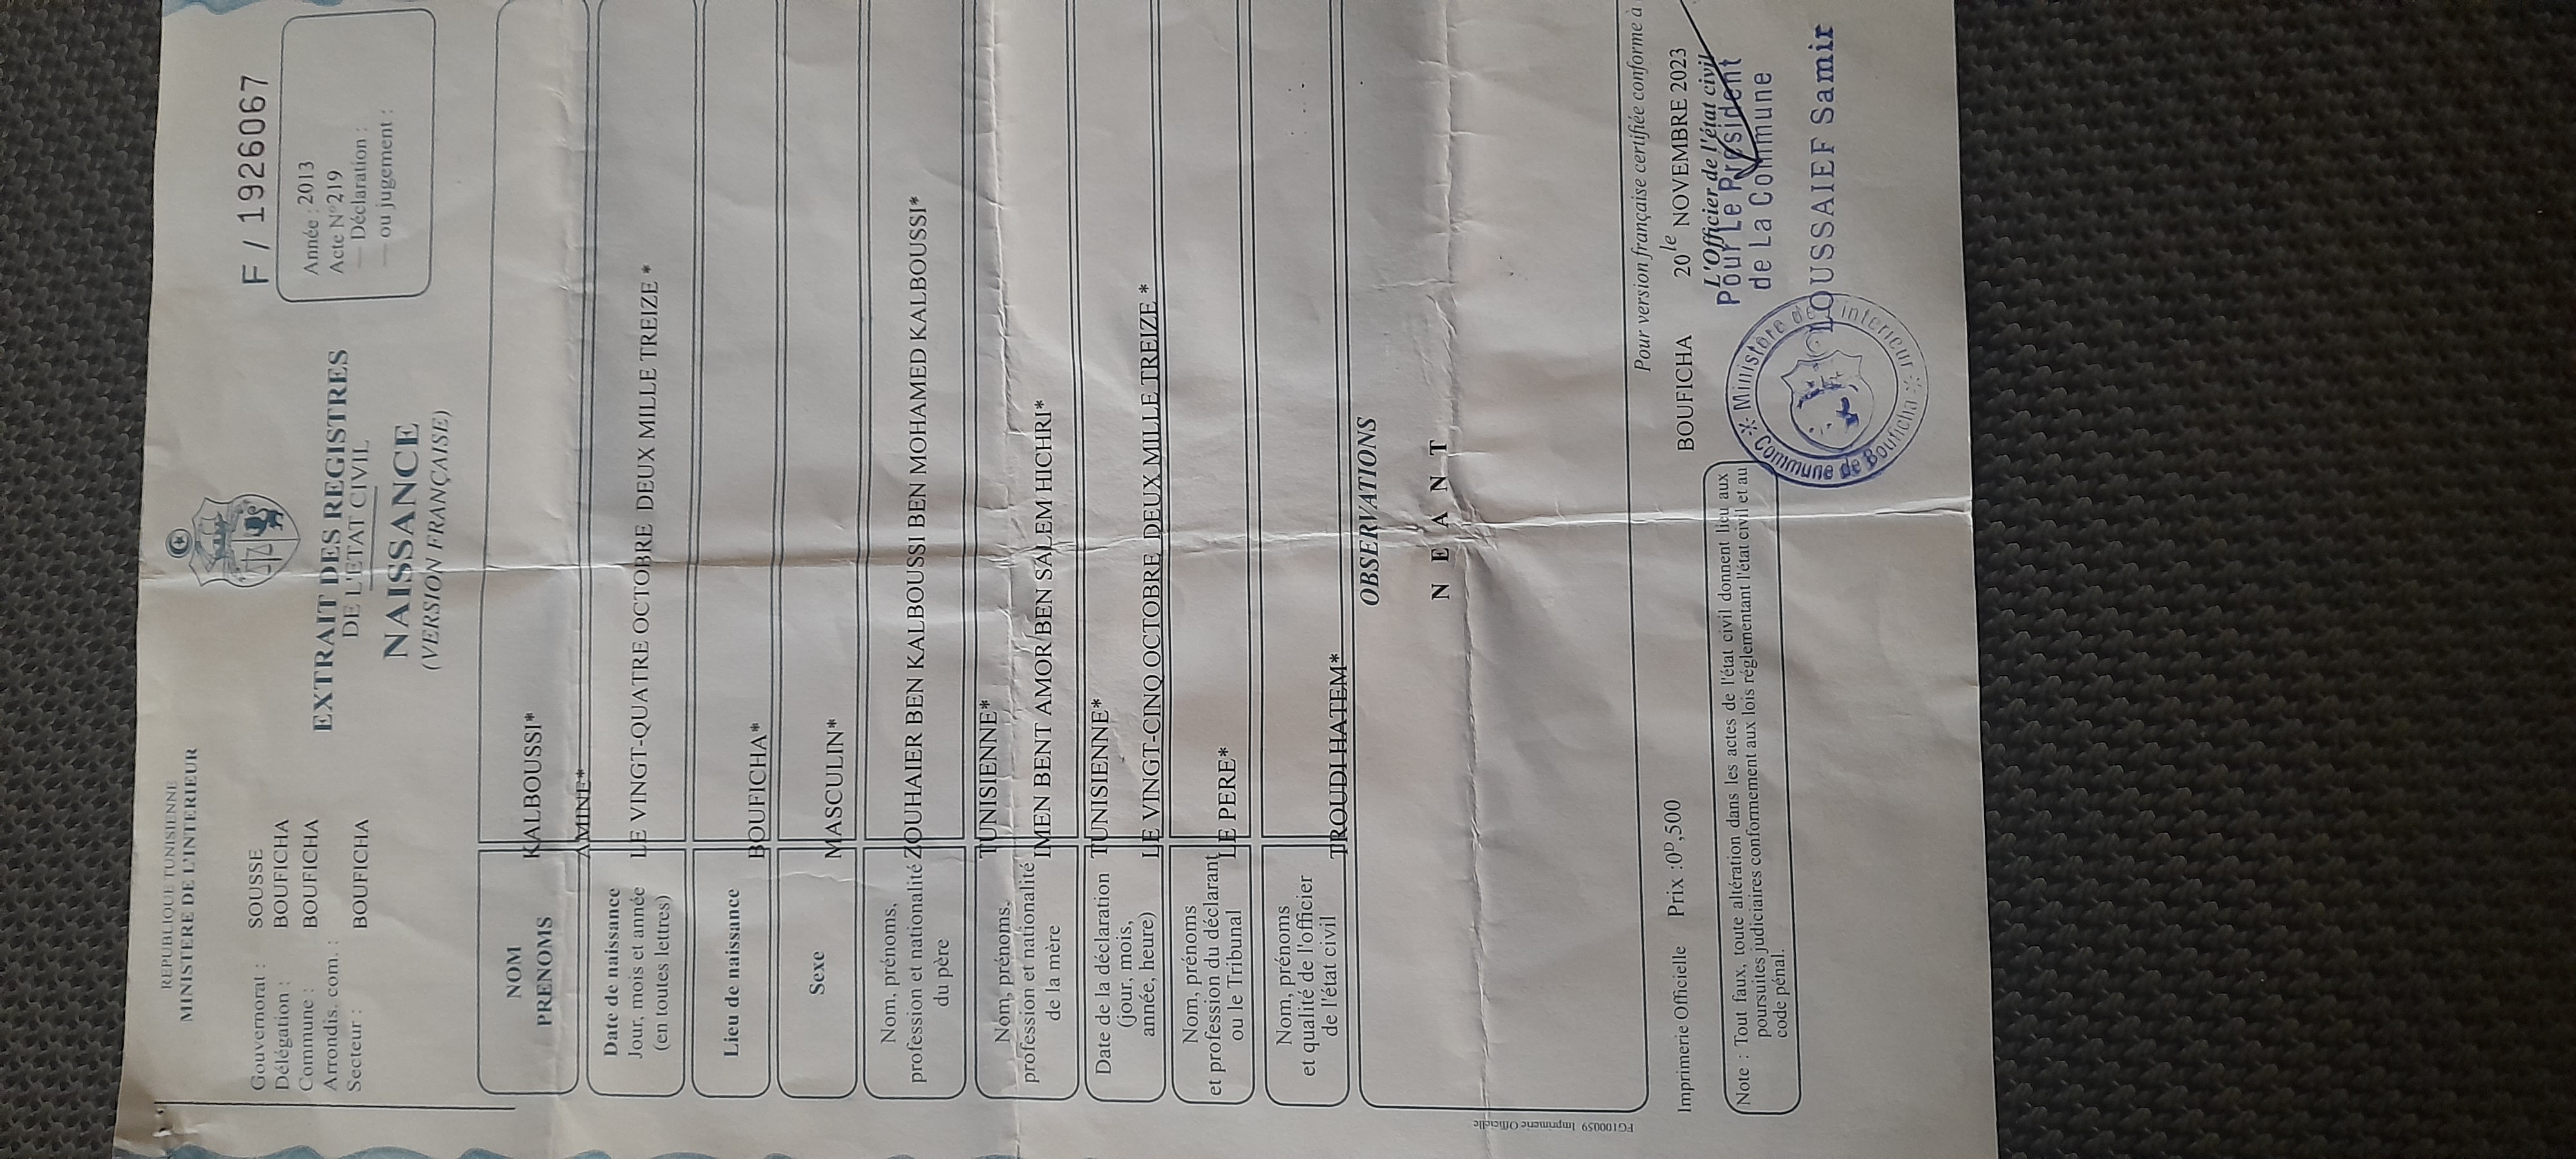 REPUBLIQUE TUNISIENNE
MINISTERE DE L'INTERIEUR
Gouvernorat : SOUSSE
Délégation : BOUFICHA
Commune : BOUFICHA
Arrondis. com. :
Secteur : BOUFICHA
EXTRAIT DES REGISTRES
DE L'ETAT CIVIL
NAISSANCE
(VERSION FRANÇAISE)
F / 1926067
Année : 2013
Acte N° 219
— Déclaration :
— ou jugement :
NOM
PRENOMS
KALBOUSSI*
AMINE*
Date de naissance
Jour, mois et année
(en toutes lettres)
LE VINGT-QUATRE OCTOBRE DEUX MILLE TREIZE *
Lieu de naissance
BOUFICHA*
Sexe
MASCULIN*
Nom, prénoms,
profession et nationalité
du père
ZOUHAIER BEN KALBOUSSI BEN MOHAMED KALBOUSSI*
TUNISIENNE*
Nom, prénoms,
profession et nationalité
de la mère
IMEN BENT AMOR BEN SALEM HICHRI*
TUNISIENNE*
Date de la déclaration
(jour, mois,
année, heure)
LE VINGT-CINQ OCTOBRE DEUX MILLE TREIZE *
Nom, prénoms
et profession du déclarant
ou le Tribunal
LE PERE*
Nom, prénoms
et qualité de l'officier
de l'état civil
TROUDI HATEM*
OBSERVATIONS
N E A N T
FG100059 Imprimerie Officielle
Pour version française certifiée conforme à
Imprimerie Officielle Prix : 0ᴰ,500
BOUFICHA 20 le NOVEMBRE 2023
L'Officier de l'état civil
Pour Le Président
de La Commune
LOUSSAIEF Samir
Ministère de l'interieur
Commune de Bouficha
Note : Tout faux, toute altération dans les actes de l'état civil donnent lieu aux
poursuites judiciaires conformement aux lois réglementant l'état civil et au
code pénal.